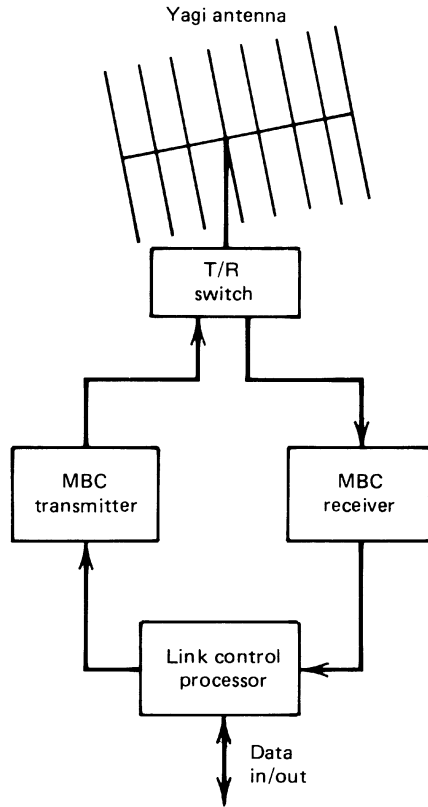 Yagi antenna
T/R
switch
MBC
transmitter
MBC
receiver
Link control
processor
Data
in/out